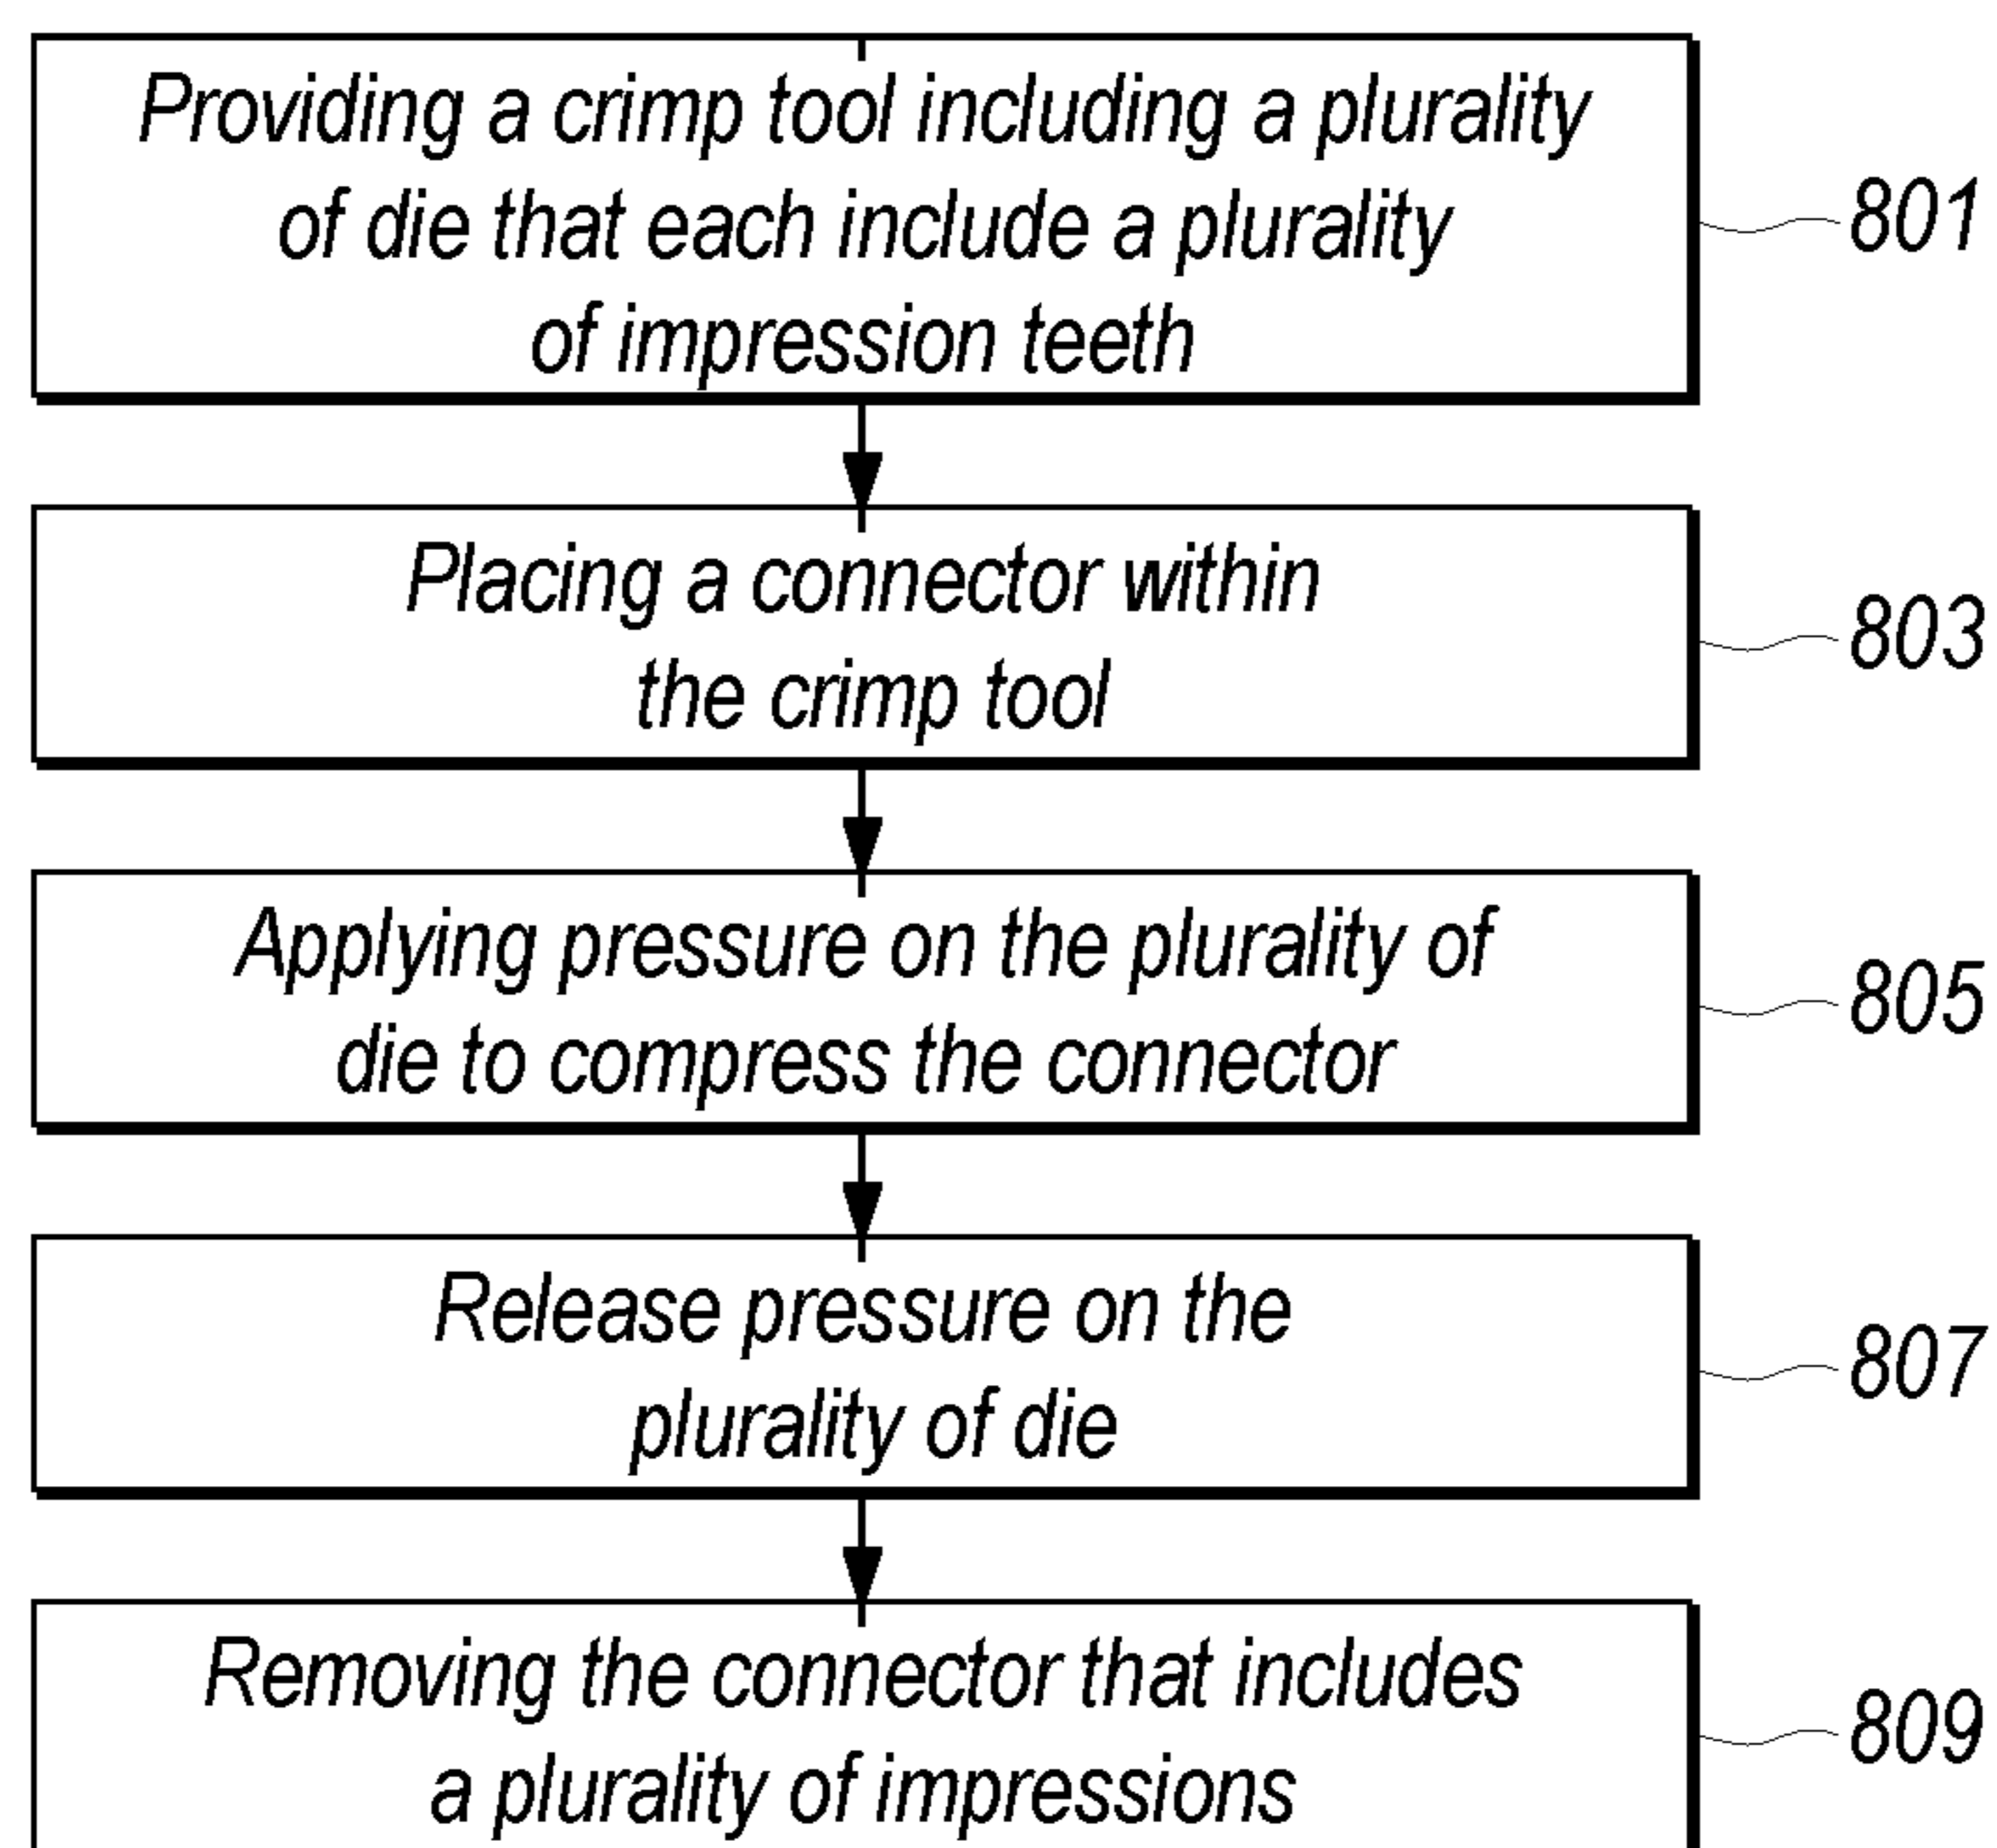 Providing a crimp tool including a plurality
of die that each include a plurality
of impression teeth
801
Placing a connector within
the crimp tool
803
Applying pressure on the plurality of
die to compress the connector
805
Release pressure on the
plurality of die
807
Removing the connector that includes
a plurality of impressions
809